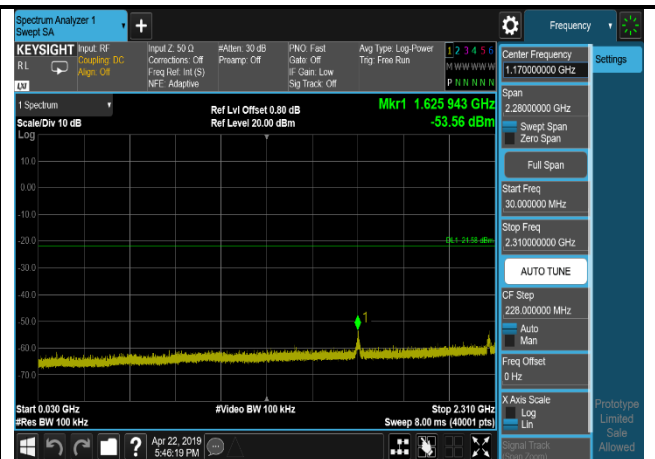 Spectrum Analyzer 1
Swept SA
+
Frequency
KEYSIGHT
RL
LXI
Input: RF
Coupling: DC
Align: Off
Input Z: 50 Ω
Corrections: Off
Freq Ref: Int (S)
NFE: Adaptive
#Atten: 30 dB
Preamp: Off
PNO: Fast
Gate: Off
IF Gain: Low
Sig Track: Off
Avg Type: Log-Power
Trig: Free Run
1 2 3 4 5 6
M W W W W W
P N N N N N
1 Spectrum
Scale/Div 10 dB
Log
Ref Lvl Offset 0.80 dB
Ref Level 20.00 dBm
Mkr1 1.625 943 GHz
-53.56 dBm
10.0
0.00
-10.0
-20.0
-30.0
-40.0
-50.0
-60.0
-70.0
DL1 -21.58 dBm
1
Start 0.030 GHz
#Res BW 100 kHz
#Video BW 100 kHz
Stop 2.310 GHz
Sweep 8.00 ms (40001 pts)
?
Apr 22, 2019
5:46:19 PM
Center Frequency
1.170000000 GHz
Settings
Span
2.28000000 GHz
Swept Span
Zero Span
Full Span
Start Freq
30.000000 MHz
Stop Freq
2.310000000 GHz
AUTO TUNE
CF Step
228.000000 MHz
Auto
Man
Freq Offset
0 Hz
X Axis Scale
Log
Lin
Signal Track
(Span Zoom)
Prototype
Limited
Sale
Allowed